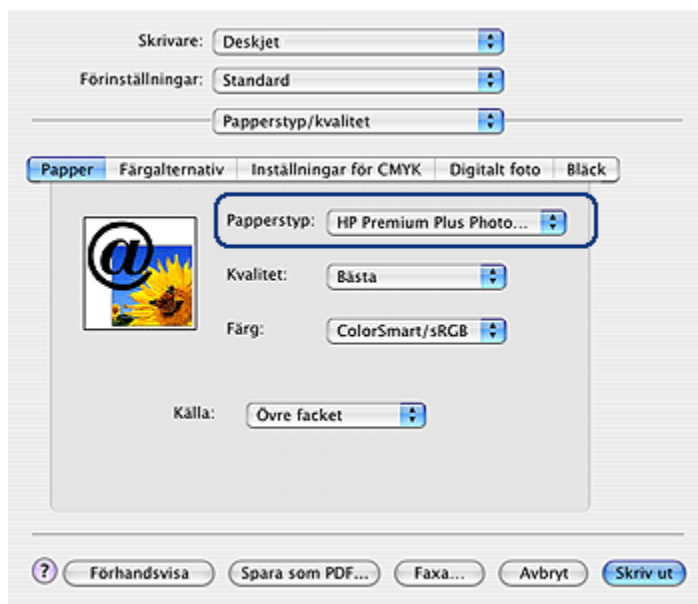 Skrivare: Deskjet
Förinställningar: Standard
Papperstyp/kvalitet
Papper Färgalternativ Inställningar för CMYK Digitalt foto Bläck
Papperstyp: HP Premium Plus Photo...
@
Kvalitet: Bästa
Färg: ColorSmart/sRGB
Källa: Övre facket
? Förhandsvisa Spara som PDF... Faxa... Avbryt Skriv ut